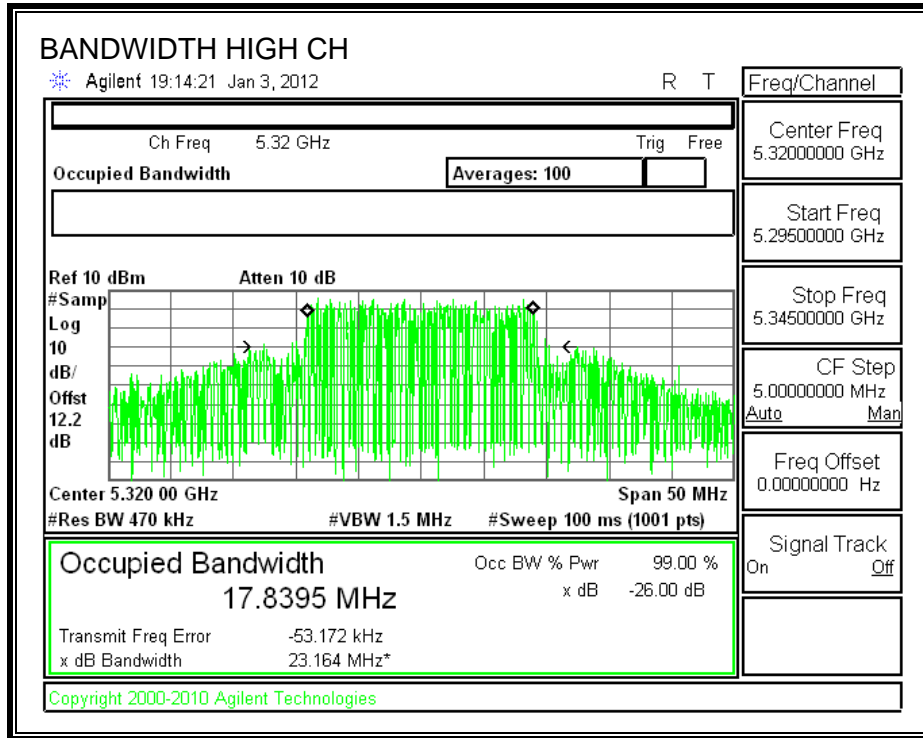 BANDWIDTH HIGH CH
Agilent 19:14:21 Jan 3, 2012 R T
Freq/Channel
Ch Freq 5.32 GHz Trig Free
Occupied Bandwidth Averages: 100
Center Freq
5.32000000 GHz
Start Freq
5.29500000 GHz
Stop Freq
5.34500000 GHz
CF Step
5.00000000 MHz
Auto Man
Freq Offset
0.00000000 Hz
Signal Track
On Off
Ref 10 dBm Atten 10 dB
#Samp
Log
10
dB/
Offst
12.2
dB
Center 5.320 00 GHz Span 50 MHz
#Res BW 470 kHz #VBW 1.5 MHz #Sweep 100 ms (1001 pts)
Occupied Bandwidth Occ BW % Pwr 99.00 %
17.8395 MHz x dB -26.00 dB
Transmit Freq Error -53.172 kHz
x dB Bandwidth 23.164 MHz*
Copyright 2000-2010 Agilent Technologies